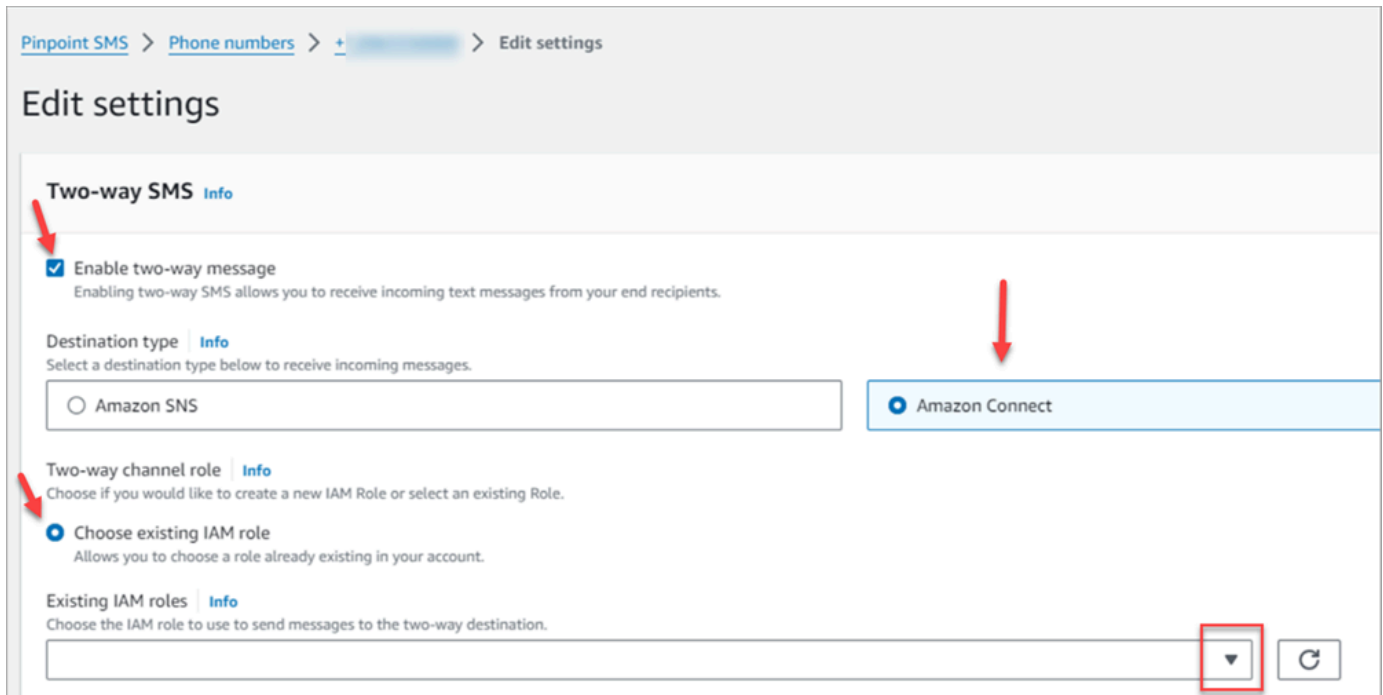 Pinpoint SMS > Phone numbers > + > Edit settings
Edit settings
Two-way SMS Info
Enable two-way message
Enabling two-way SMS allows you to receive incoming text messages from your end recipients.
Destination type Info
Select a destination type below to receive incoming messages.
Amazon SNS Amazon Connect
Two-way channel role Info
Choose if you would like to create a new IAM Role or select an existing Role.
Choose existing IAM role
Allows you to choose a role already existing in your account.
Existing IAM roles Info
Choose the IAM role to use to send messages to the two-way destination.